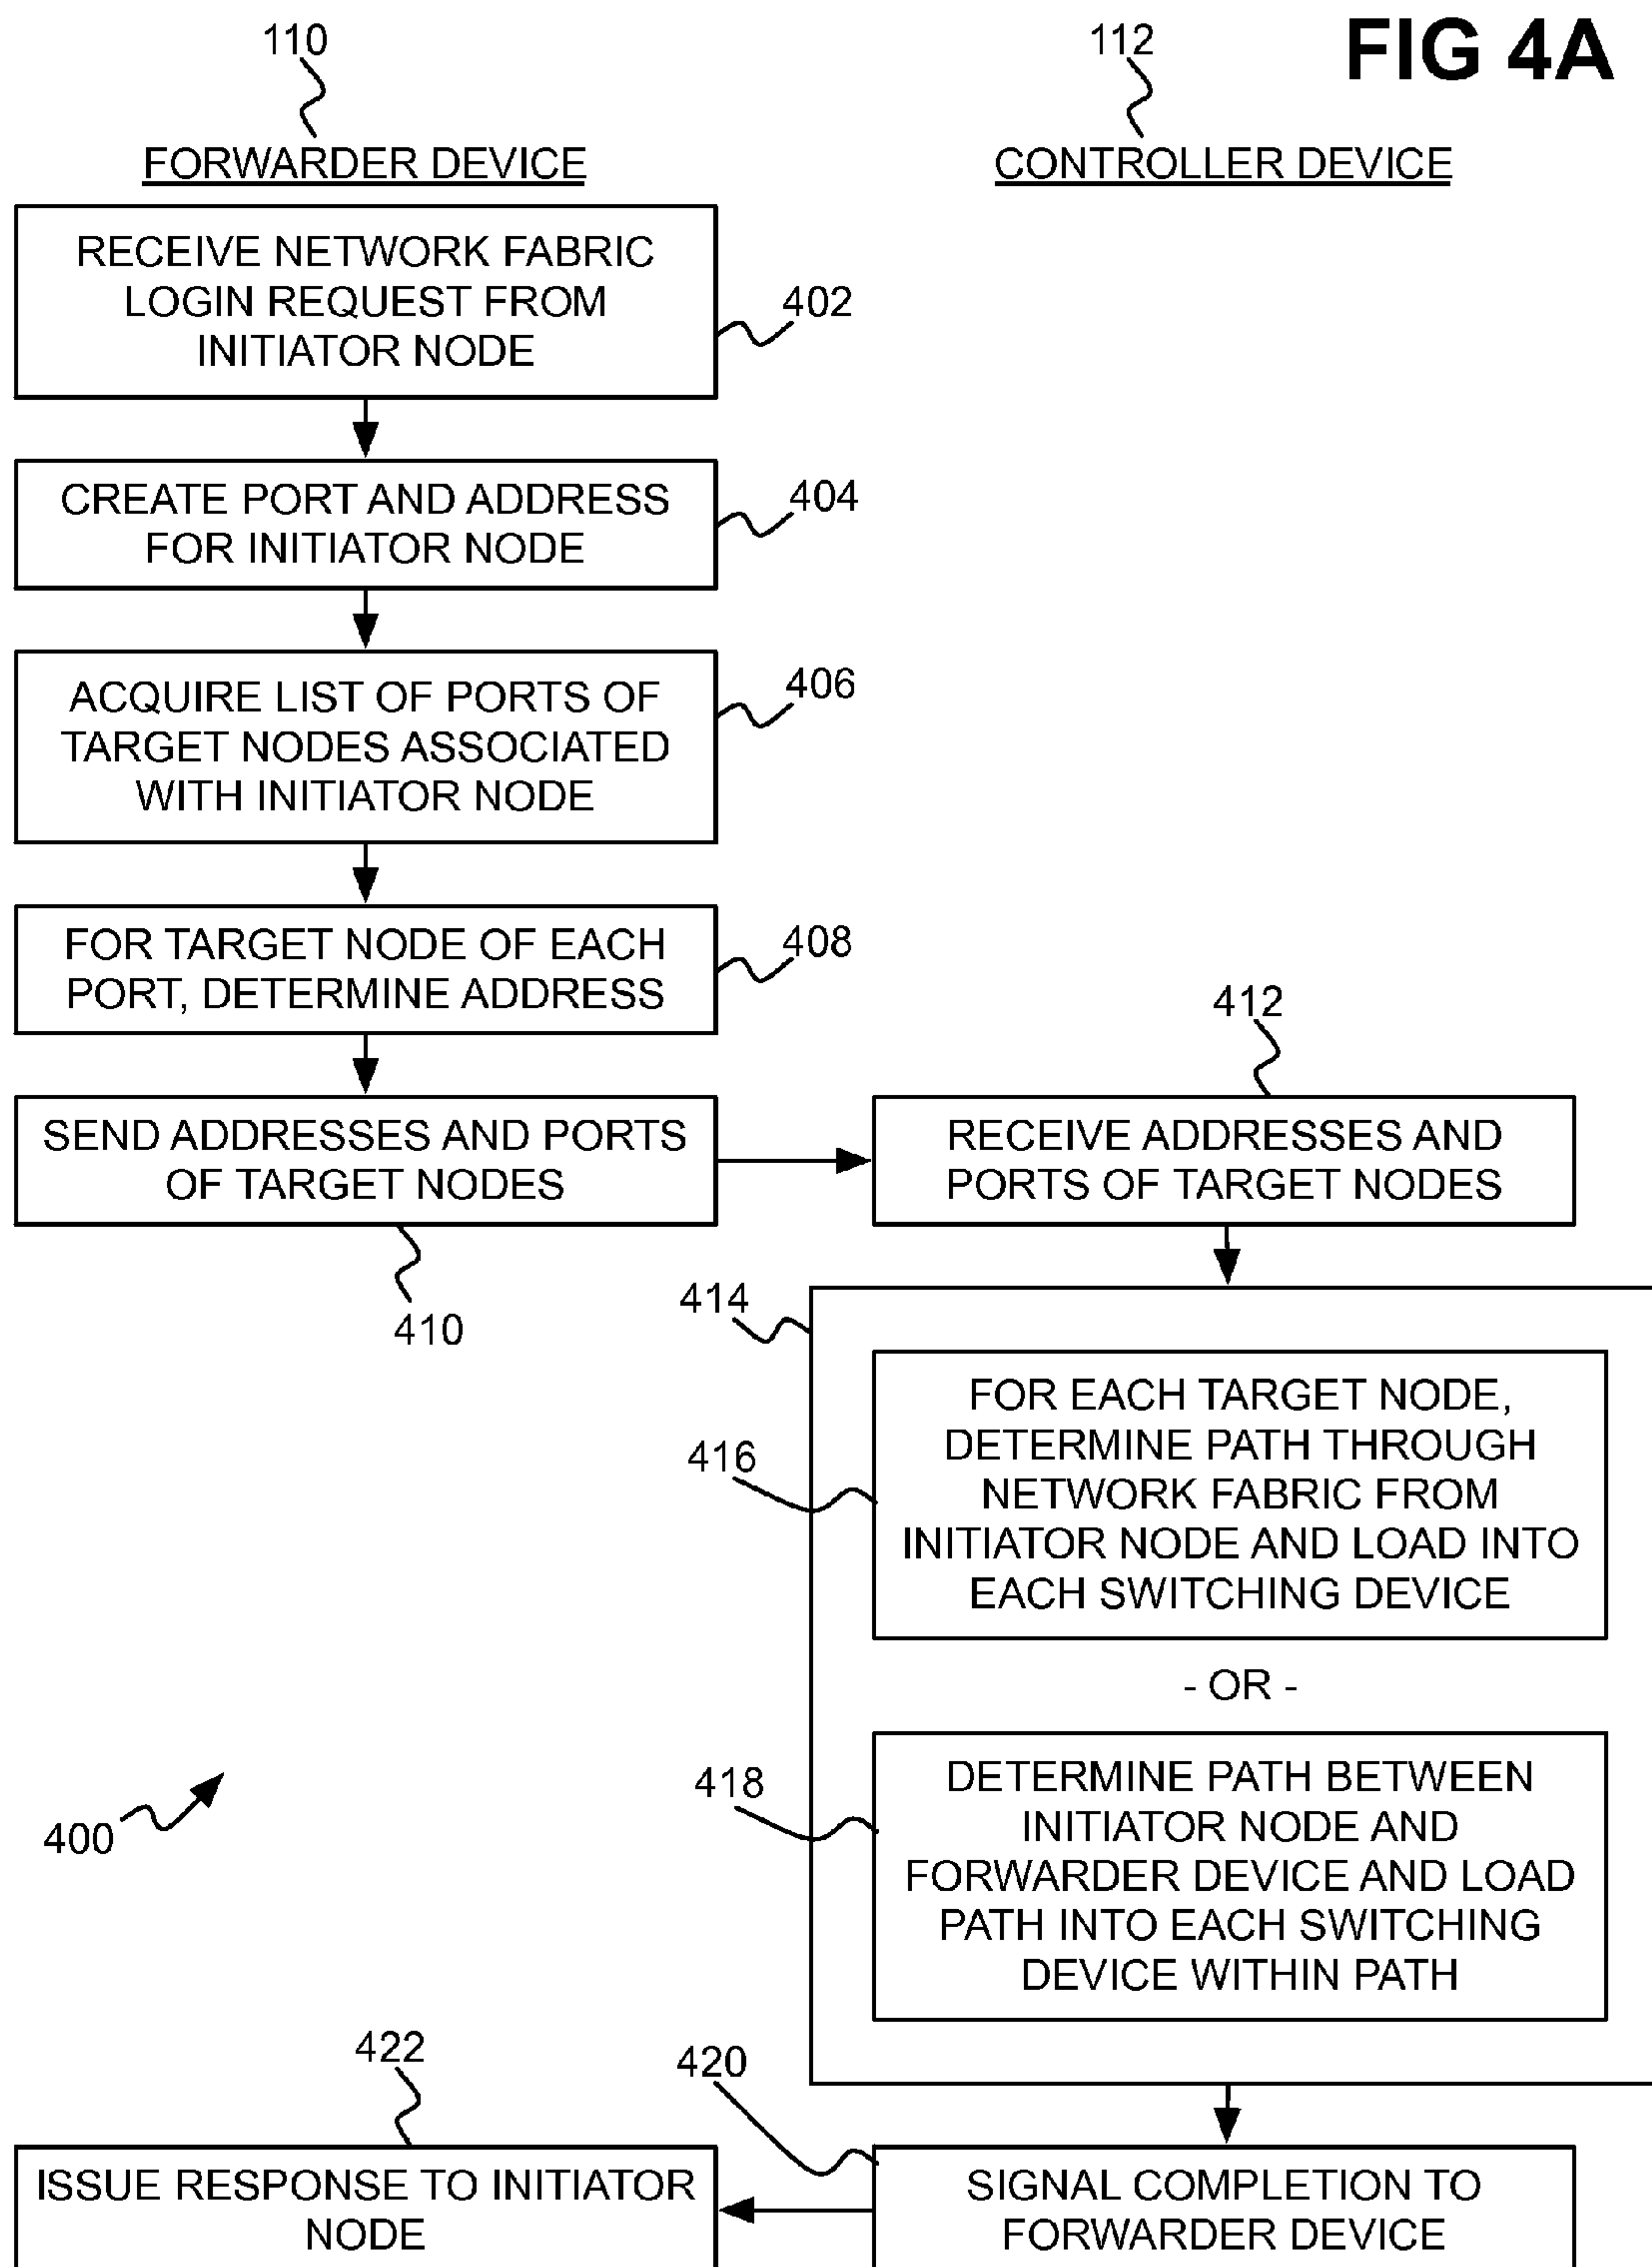 FIG 4A
110
112
FORWARDER DEVICE
CONTROLLER DEVICE
RECEIVE NETWORK FABRIC
LOGIN REQUEST FROM
INITIATOR NODE
402
CREATE PORT AND ADDRESS
FOR INITIATOR NODE
404
ACQUIRE LIST OF PORTS OF
TARGET NODES ASSOCIATED
WITH INITIATOR NODE
406
FOR TARGET NODE OF EACH
PORT, DETERMINE ADDRESS
408
SEND ADDRESSES AND PORTS
OF TARGET NODES
410
412
RECEIVE ADDRESSES AND
PORTS OF TARGET NODES
414
416
FOR EACH TARGET NODE,
DETERMINE PATH THROUGH
NETWORK FABRIC FROM
INITIATOR NODE AND LOAD INTO
EACH SWITCHING DEVICE
- OR -
418
DETERMINE PATH BETWEEN
INITIATOR NODE AND
FORWARDER DEVICE AND LOAD
PATH INTO EACH SWITCHING
DEVICE WITHIN PATH
400
420
SIGNAL COMPLETION TO
FORWARDER DEVICE
422
ISSUE RESPONSE TO INITIATOR
NODE